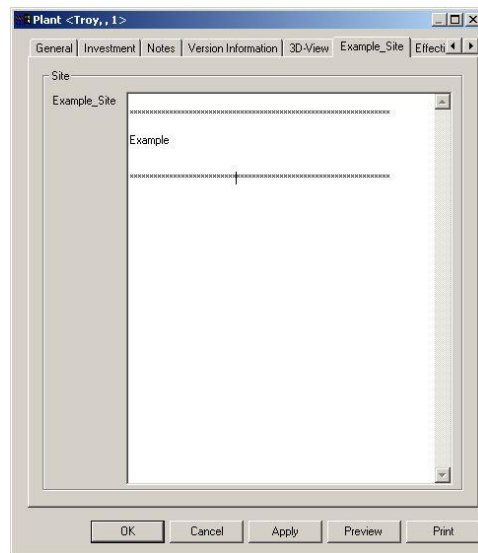 Plant <Troy, , 1>
General Investment Notes Version Information 3D-View Example_Site Effecti
Site
Example_Site
Example
OK Cancel Apply Preview Print